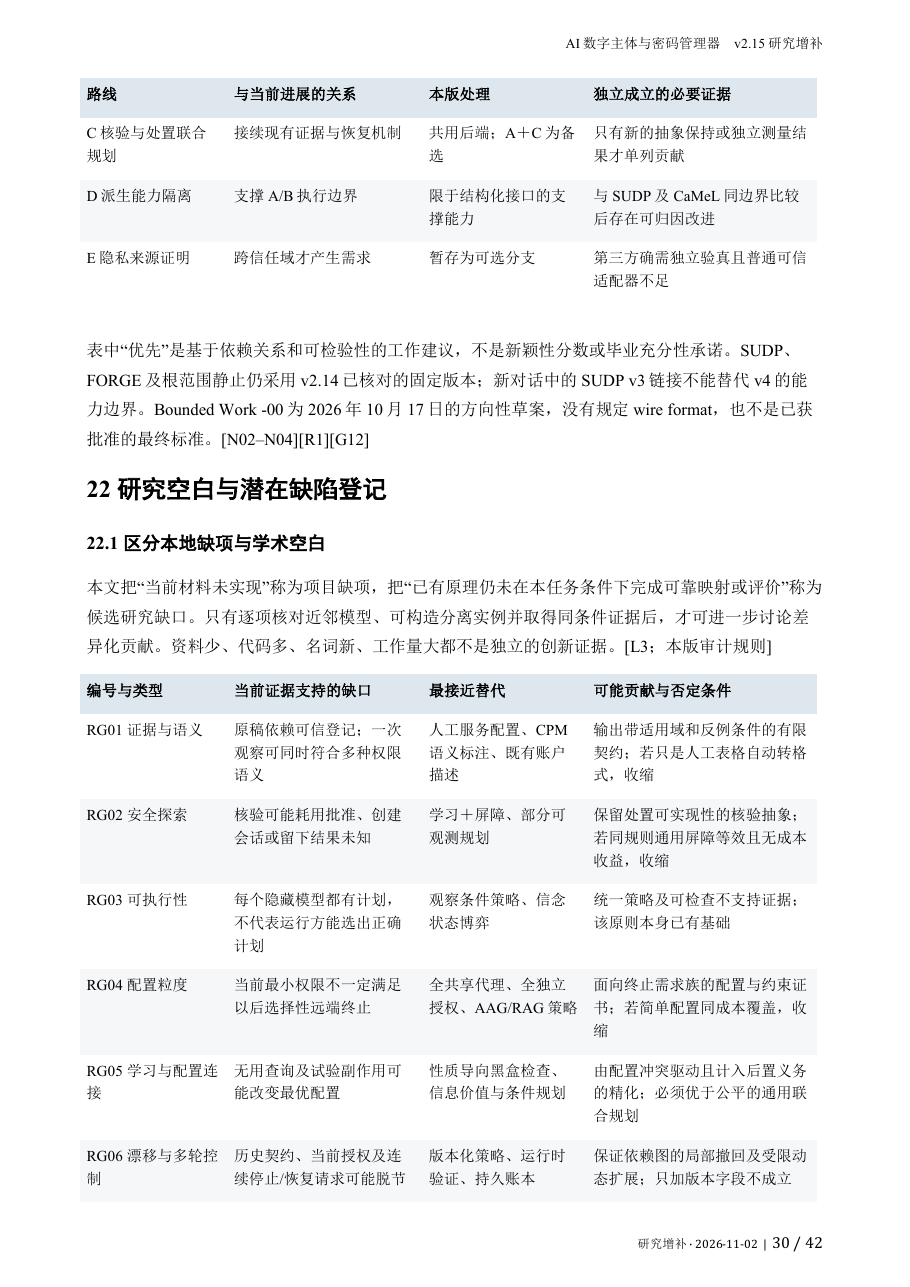 AI 数字主体与密码管理器 v2.15 研究增补
路线 与当前进展的关系 本版处理 独立成立的必要证据
C 核验与处置联合 接续现有证据与恢复机制 共用后端；A＋C 为备 只有新的抽象保持或独立测量结
规划 选 果才单列贡献
D 派生能力隔离 支撑 A/B 执行边界 限于结构化接口的支 与 SUDP 及 CaMeL 同边界比较
撑能力 后存在可归因改进
E 隐私来源证明 跨信任域才产生需求 暂存为可选分支 第三方确需独立验真且普通可信
适配器不足
表中“优先”是基于依赖关系和可检验性的工作建议，不是新颖性分数或毕业充分性承诺。SUDP、
FORGE 及根范围静止仍采用 v2.14 已核对的固定版本；新对话中的 SUDP v3 链接不能替代 v4 的能
力边界。Bounded Work -00 为 2026 年 10 月 17 日的方向性草案，没有规定 wire format，也不是已获
批准的最终标准。[N02–N04][R1][G12]
22 研究空白与潜在缺陷登记
22.1 区分本地缺项与学术空白
本文把“当前材料未实现”称为项目缺项，把“已有原理仍未在本任务条件下完成可靠映射或评价”称为
候选研究缺口。只有逐项核对近邻模型、可构造分离实例并取得同条件证据后，才可进一步讨论差
异化贡献。资料少、代码多、名词新、工作量大都不是独立的创新证据。[L3；本版审计规则]
编号与类型 当前证据支持的缺口 最接近替代 可能贡献与否定条件
RG01 证据与语义 原稿依赖可信登记；一次 人工服务配置、CPM 输出带适用域和反例条件的有限
观察可同时符合多种权限 语义标注、既有账户 契约；若只是人工表格自动转格
语义 描述 式，收缩
RG02 安全探索 核验可能耗用批准、创建 学习＋屏障、部分可 保留处置可实现性的核验抽象；
会话或留下结果未知 观测规划 若同规则通用屏障等效且无成本
收益，收缩
RG03 可执行性 每个隐藏模型都有计划， 观察条件策略、信念 统一策略及可检查不支持证据；
不代表运行方能选出正确 状态博弈 该原则本身已有基础
计划
RG04 配置粒度 当前最小权限不一定满足 全共享代理、全独立 面向终止需求族的配置与约束证
以后选择性远端终止 授权、AAG/RAG 策略 书；若简单配置同成本覆盖，收
缩
RG05 学习与配置连 无用查询及试验副作用可 性质导向黑盒检查、 由配置冲突驱动且计入后置义务
接 能改变最优配置 信息价值与条件规划 的精化；必须优于公平的通用联
合规划
RG06 漂移与多轮控 历史契约、当前授权及连 版本化策略、运行时 保证依赖图的局部撤回及受限动
制 续停止/恢复请求可能脱节 验证、持久账本 态扩展；只加版本字段不成立
研究增补 · 2026-11-02 | 30 / 42